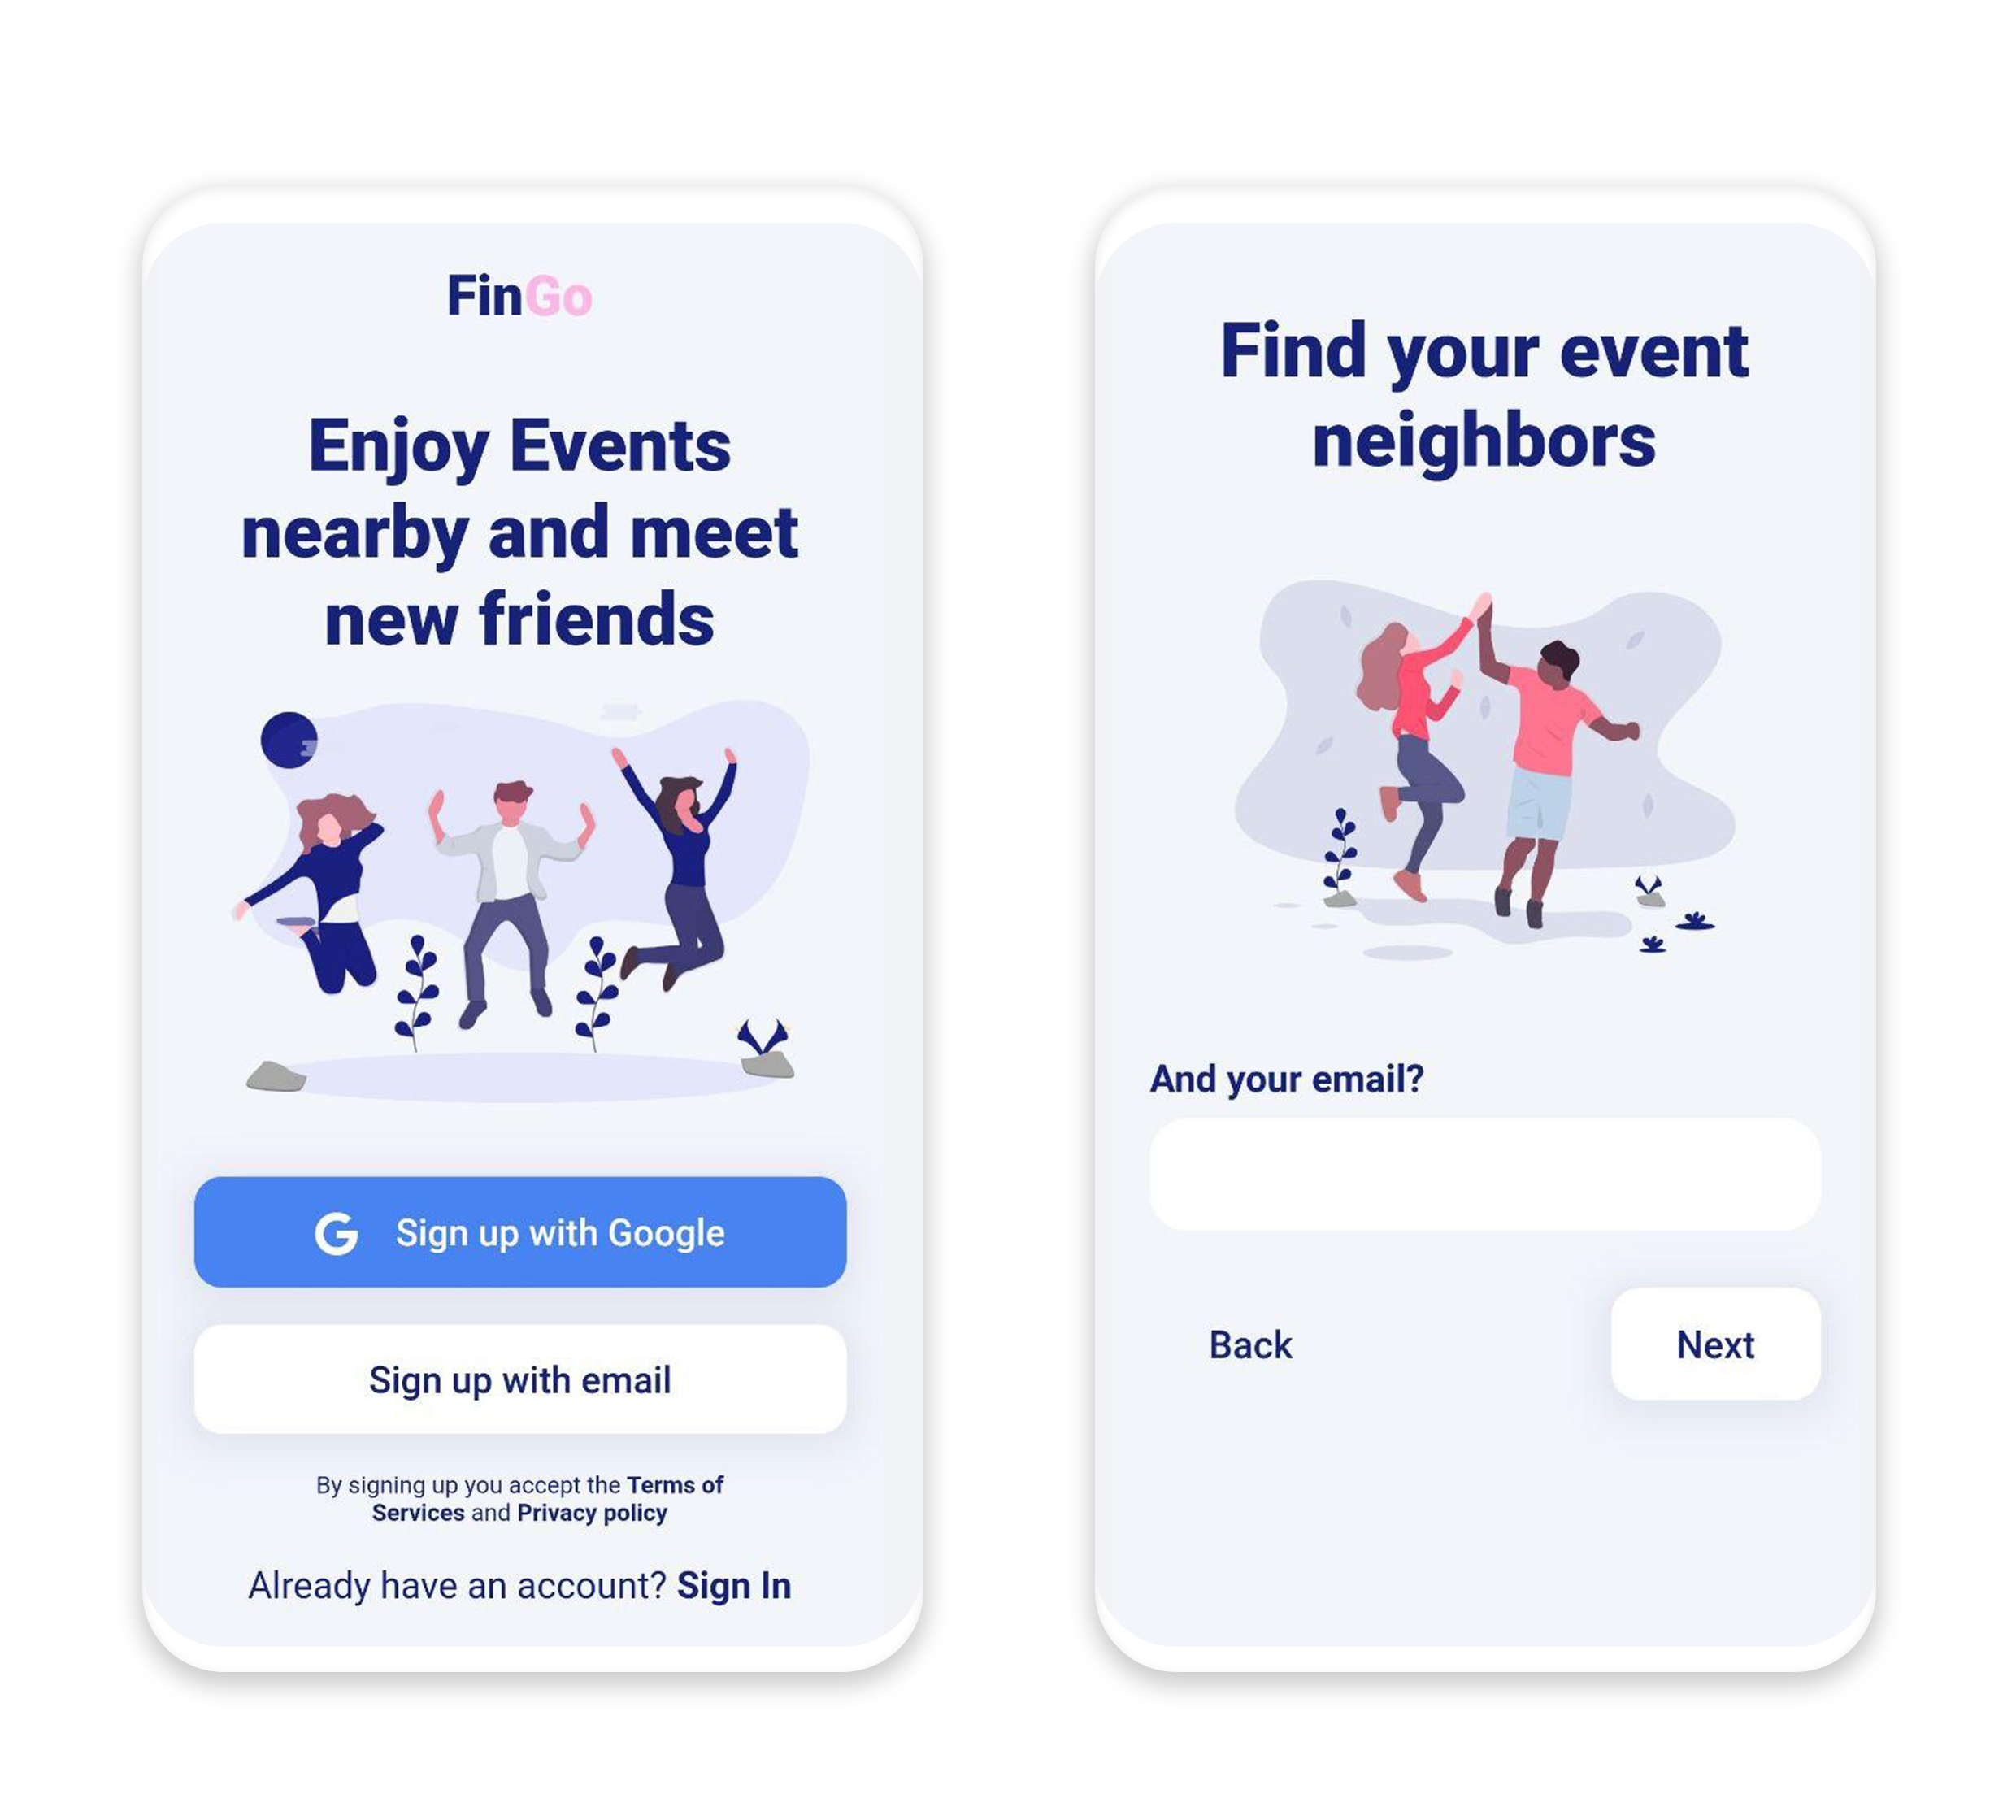 FinGo
Enjoy Events
nearby and meet
new friends
Sign up with Google
Sign up with email
By signing up you accept the Terms of
Services and Privacy policy
Already have an account? Sign In
Find your event
neighbors
And your email?
Back
Next